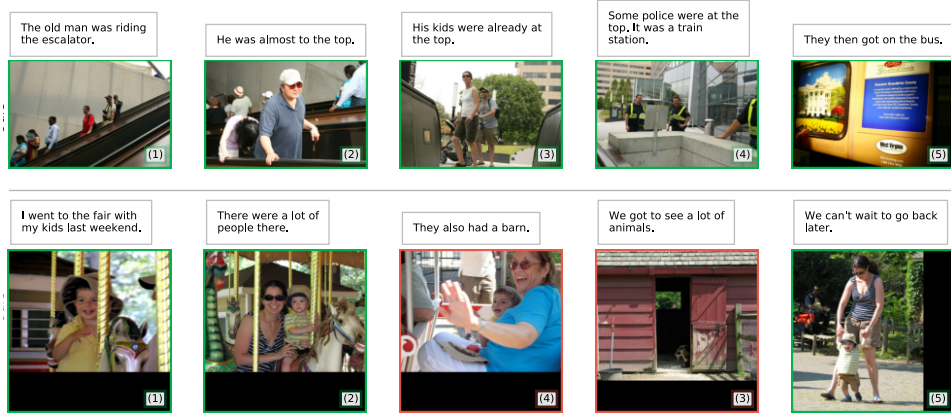 The old man was riding
the escalator.
He was almost to the top.
His kids were already at
the top.
Some police were at the
top. It was a train
station.
They then got on the bus.
(1)
(2)
(3)
(4)
(5)
I went to the fair with
my kids last weekend.
There were a lot of
people there.
They also had a barn.
We got to see a lot of
animals.
We can't wait to go back
later.
(1)
(2)
(4)
(3)
(5)